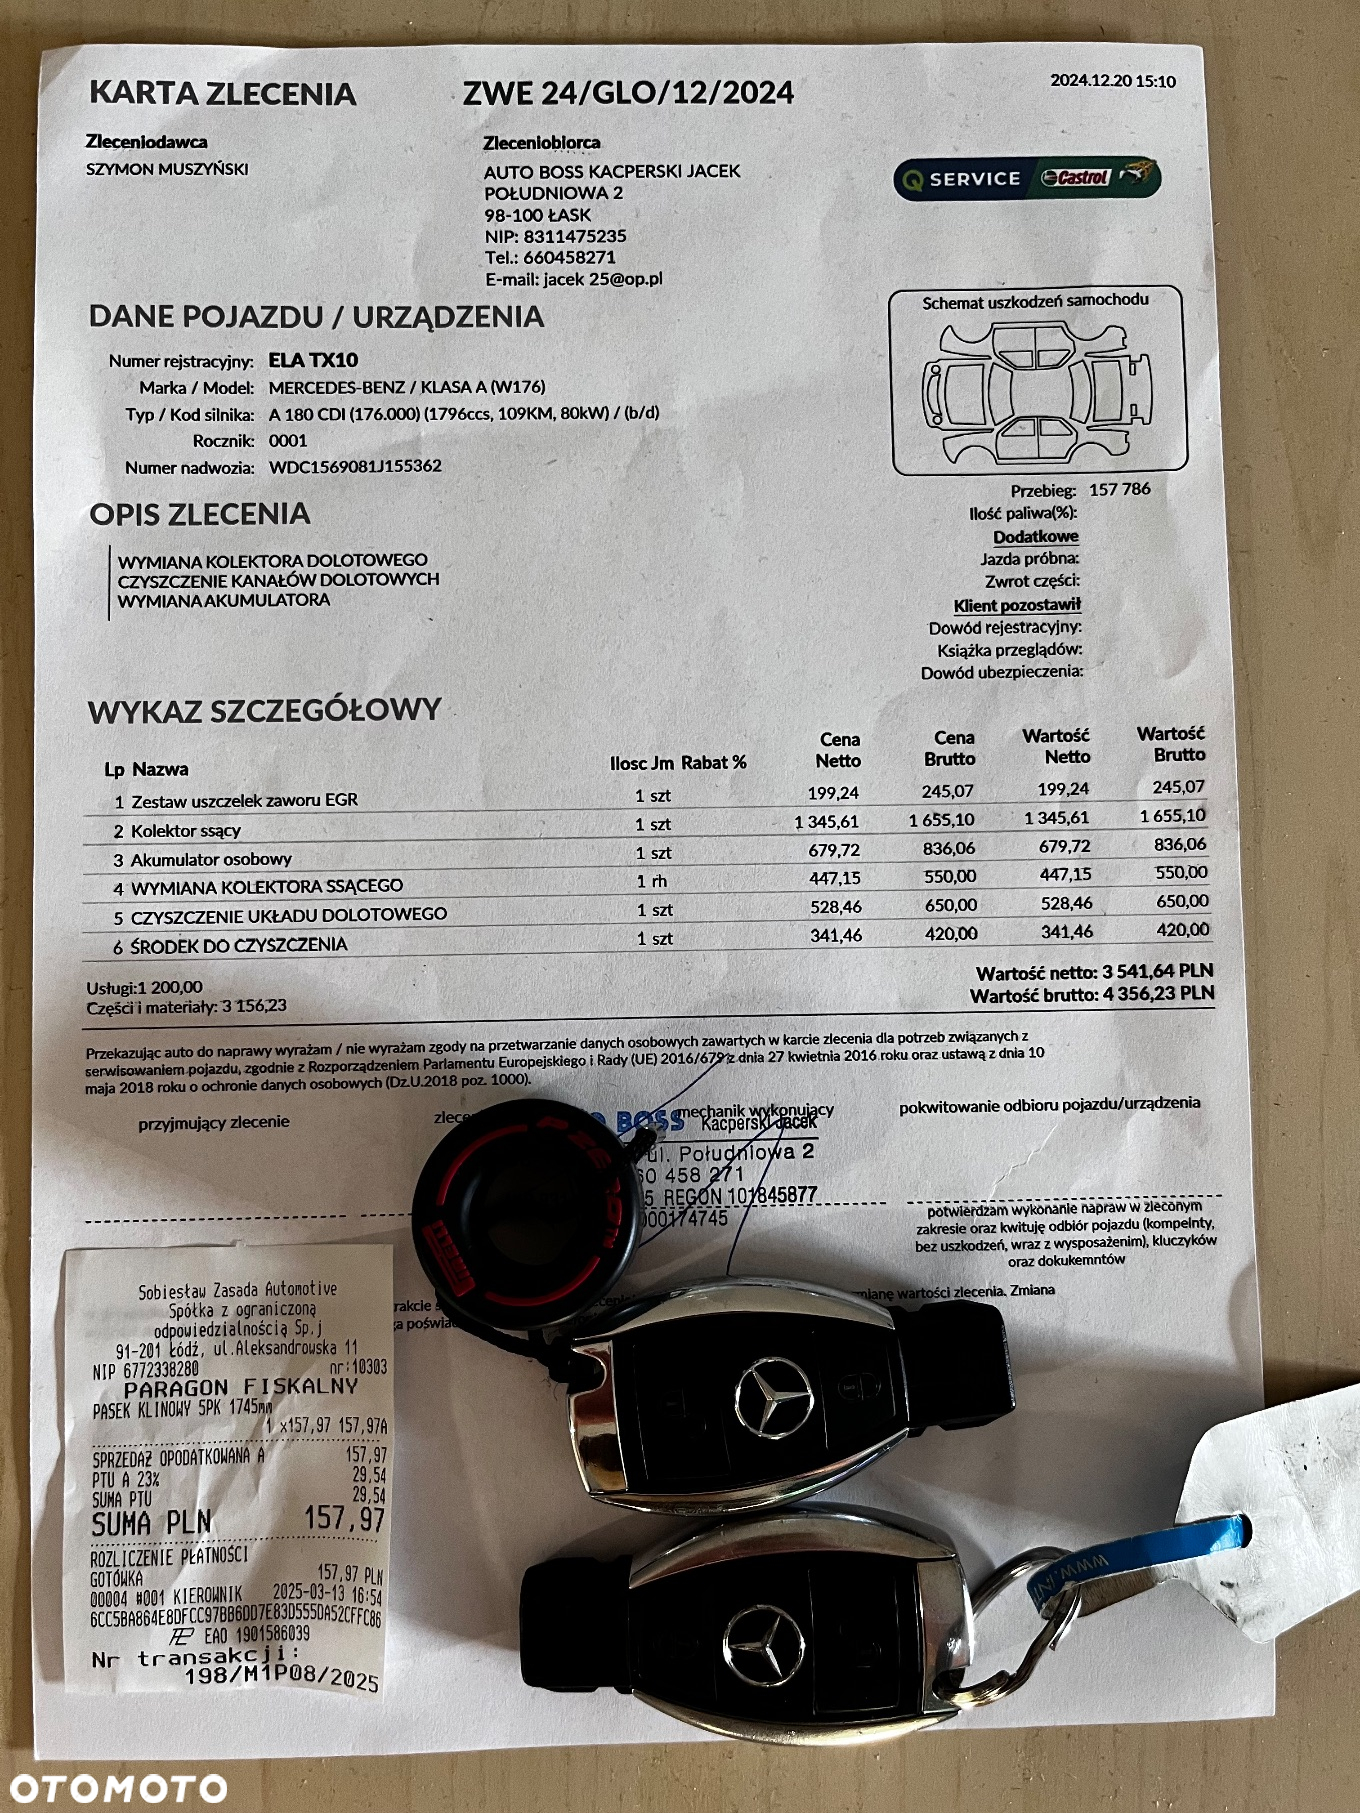 KARTA ZLECENIA ZWE 24/GLO/12/2024 2024.12.20 15:10
Zleceniodawca Zleceniobiorca
SZYMON MUSZYŃSKI
AUTO BOSS KACPERSKI JACEK
POŁUDNIOWA 2
98-100 ŁASK
NIP: 8311475235
Tel.: 660458271
E-mail: jacek 25@op.pl
Q SERVICE Castrol
DANE POJAZDU / URZĄDZENIA
Numer rejstracyjny: ELA TX10
Marka / Model: MERCEDES-BENZ / KLASA A (W176)
Typ / Kod silnika: A 180 CDI (176.000) (1796ccs, 109KM, 80kW) / (b/d)
Rocznik: 0001
Numer nadwozia: WDC1569081J155362
Schemat uszkodzeń samochodu
Przebieg: 157 786
Ilość paliwa(%):
Dodatkowe
Jazda próbna:
Zwrot części:
Klient pozostawił
Dowód rejestracyjny:
Książka przeglądów:
Dowód ubezpieczenia:
OPIS ZLECENIA
WYMIANA KOLEKTORA DOLOTOWEGO
CZYSZCZENIE KANAŁÓW DOLOTOWYCH
WYMIANA AKUMULATORA
WYKAZ SZCZEGÓŁOWY
Lp Nazwa Ilosc Jm Rabat % Cena Netto Cena Brutto Wartość Netto Wartość Brutto
1 Zestaw uszczelek zaworu EGR 1 szt 199,24 245,07 199,24 245,07
2 Kolektor ssący 1 szt 1 345,61 1 655,10 1 345,61 1 655,10
3 Akumulator osobowy 1 szt 679,72 836,06 679,72 836,06
4 WYMIANA KOLEKTORA SSĄCEGO 1 rh 447,15 550,00 447,15 550,00
5 CZYSZCZENIE UKŁADU DOLOTOWEGO 1 szt 528,46 650,00 528,46 650,00
6 ŚRODEK DO CZYSZCZENIA 1 szt 341,46 420,00 341,46 420,00
Usługi:1 200,00
Części i materiały: 3 156,23
Wartość netto: 3 541,64 PLN
Wartość brutto: 4 356,23 PLN
Przekazując auto do naprawy wyrażam / nie wyrażam zgody na przetwarzanie danych osobowych zawartych w karcie zlecenia dla potrzeb związanych z
serwisowaniem pojazdu, zgodnie z Rozporządzeniem Parlamentu Europejskiego i Rady (UE) 2016/679 z dnia 27 kwietnia 2016 roku oraz ustawą z dnia 10
maja 2018 roku o ochronie danych osobowych (Dz.U.2018 poz. 1000).
przyjmujący zlecenie zlec mechanik wykonujący pokwitowanie odbioru pojazdu/urządzenia
BOSS Kacperski Jacek
ul. Południowa 2
60 458 271
5 REGON 101845877
000174745
potwierdzam wykonanie napraw w zleconym
zakresie oraz kwituję odbiór pojazdu (kompelnty,
bez uszkodzeń, wraz z wysposażenim), kluczyków
oraz dokukemntów
rakcie mianę wartości zlecenia. Zmiana
ga poświa
MOMO
Sobiesław Zasada Automotive
Spółka z ograniczoną
odpowiedzialnością Sp.j
91-201 Łódź, ul.Aleksandrowska 11
NIP 6772338280 nr:10303
PARAGON FISKALNY
PASEK KLINOWY 5PK 1745mm
1 x157,97 157,97A
SPRZEDAŻ OPODATKOWANA A 157,97
PTU A 23% 29,54
SUMA PTU 29,54
SUMA PLN 157,97
ROZLICZENIE PŁATNOŚCI
GOTÓWKA 157,97 PLN
00004 #001 KIEROWNIK 2025-03-13 16:54
6CC5BA864E8DFCC97BB6DD7E83D555DA52CFFC86
EAO 1901586039
Nr transakcji:
198/M1P08/2025
OTOMOTO